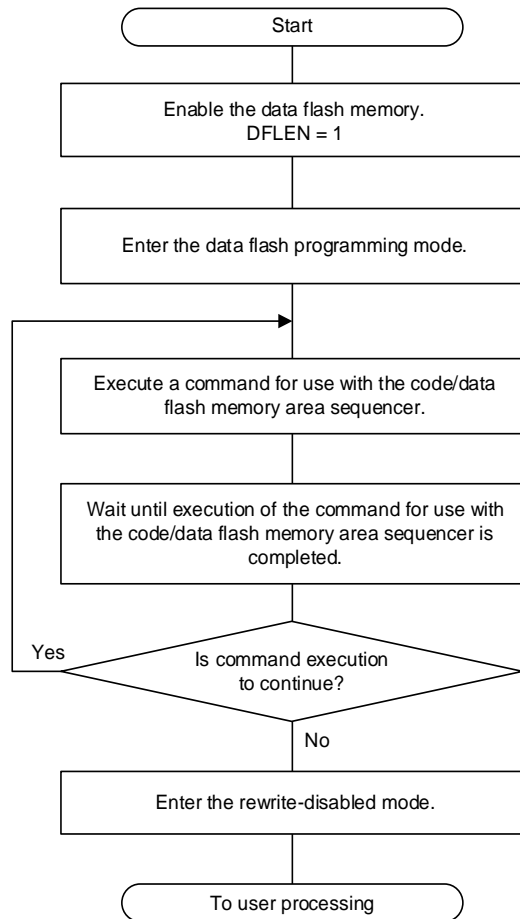 Start
Enable the data flash memory.
DFLEN = 1
Enter the data flash programming mode.
Execute a command for use with the code/data
flash memory area sequencer.
Wait until execution of the command for use with
the code/data flash memory area sequencer is
completed.
Yes
Is command execution
to continue?
No
Enter the rewrite-disabled mode.
To user processing